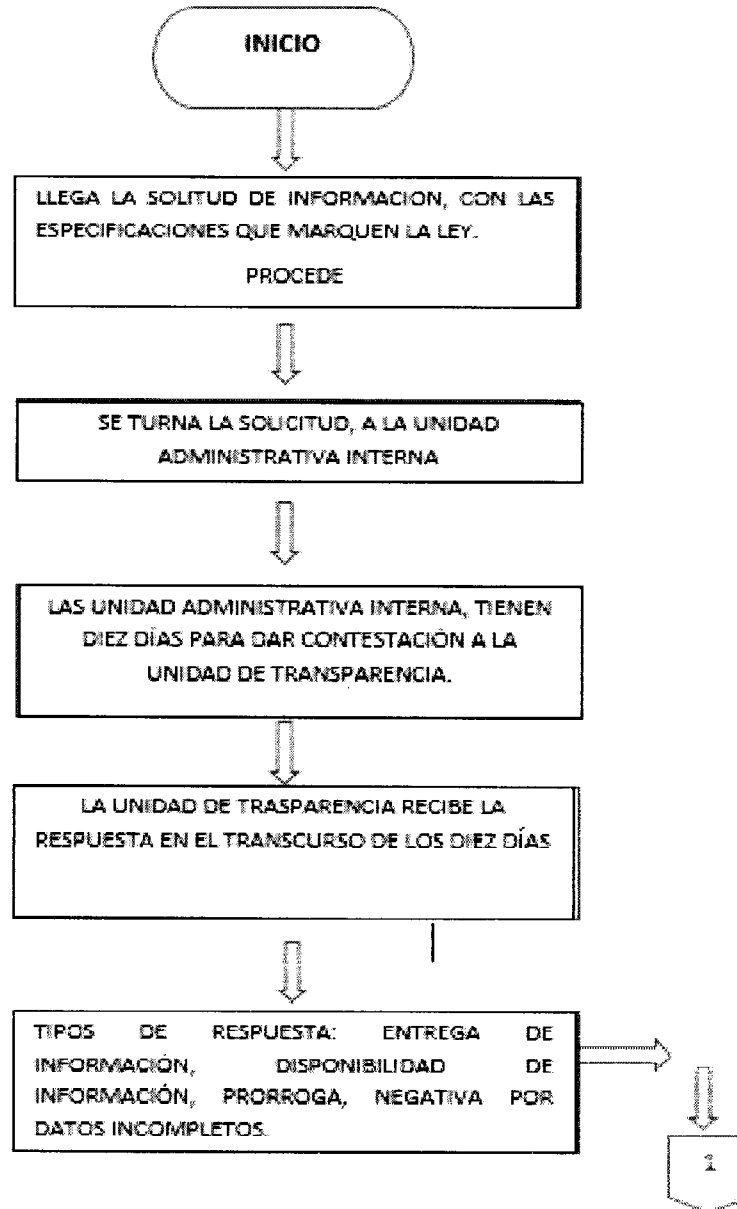 INICIO
LLEGA LA SOLITUD DE INFORMACION, CON LAS
ESPECIFICACIONES QUE MARQUEN LA LEY.
PROCEDE
SE TURNA LA SOLICITUD, A LA UNIDAD
ADMINISTRATIVA INTERNA
LAS UNIDAD ADMINISTRATIVA INTERNA, TIENEN
DIEZ DÍAS PARA DAR CONTESTACIÓN A LA
UNIDAD DE TRANSPARENCIA.
LA UNIDAD DE TRASPARENCIA RECIBE LA
RESPUESTA EN EL TRANSCURSO DE LOS DIEZ DÍAS
TIPOS DE RESPUESTA: ENTREGA DE
INFORMACIÓN, DISPONIBILIDAD DE
INFORMACIÓN, PRORROGA, NEGATIVA POR
DATOS INCOMPLETOS.
1